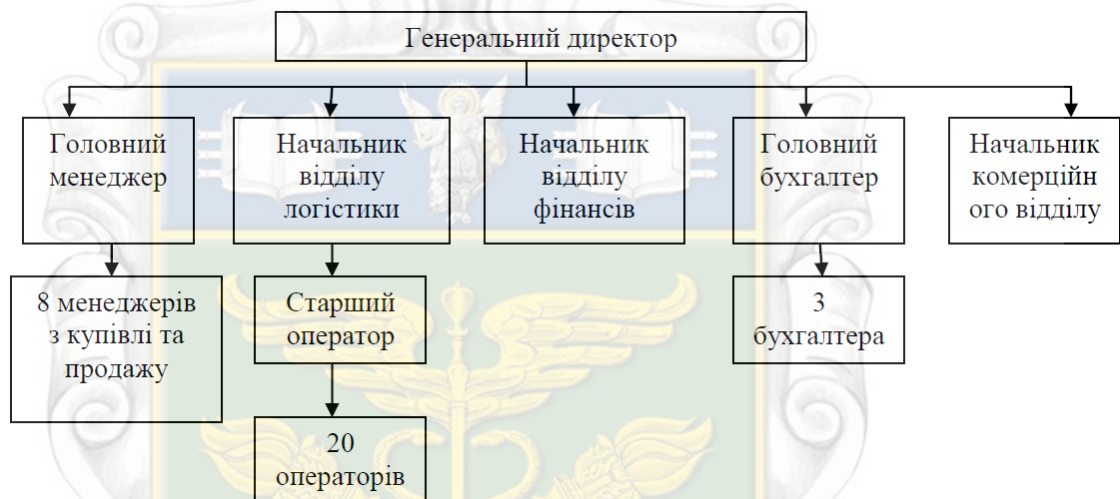 Генеральний директор
Головний
менеджер
Начальник
відділу
логістики
Начальник
відділу
фінансів
Головний
бухгалтер
Начальник
комерційн
ого відділу
8 менеджерів
з купівлі та
продажу
Старший
оператор
3
бухгалтера
20
операторів